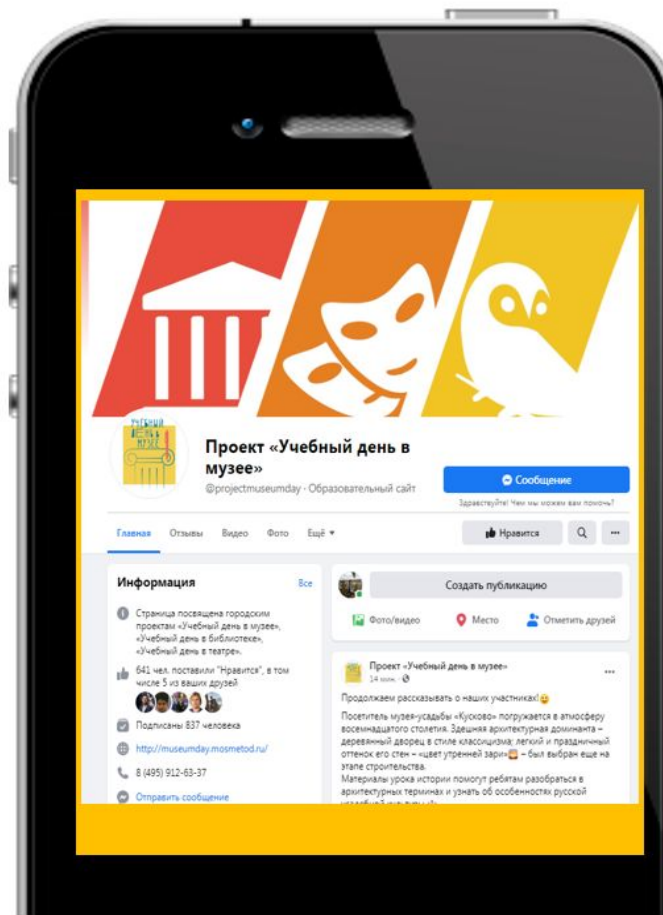 УЧЕБНЫЙ
ДЕНЬ В
МУЗЕЕ
Проект «Учебный день в
музее»
@projectmuseumday · Образовательный сайт
Сообщение
Здравствуйте! Чем мы можем вам помочь?
Главная Отзывы Видео Фото Ещё
Нравится
Информация Все
Страница посвящена городским
проектам «Учебный день в музее»,
«Учебный день в библиотеке»,
«Учебный день в театре».
641 чел. поставили "Нравится", в том
числе 5 из ваших друзей
Подписаны 837 человека
http://museumday.mosmetod.ru/
8 (495) 912-63-37
Отправить сообщение
Создать публикацию
Фото/видео Место Отметить друзей
Проект «Учебный день в музее»
14 мин. ·
Продолжаем рассказывать о наших участниках!
Посетитель музея-усадьбы «Кусково» погружается в атмосферу
восемнадцатого столетия. Здешняя архитектурная доминанта –
деревянный дворец в стиле классицизма; легкий и праздничный
оттенок его стен – «цвет утренней зари» – был выбран еще на
этапе строительства.
Материалы урока истории помогут ребятам разобраться в
архитектурных терминах и узнать об особенностях русской